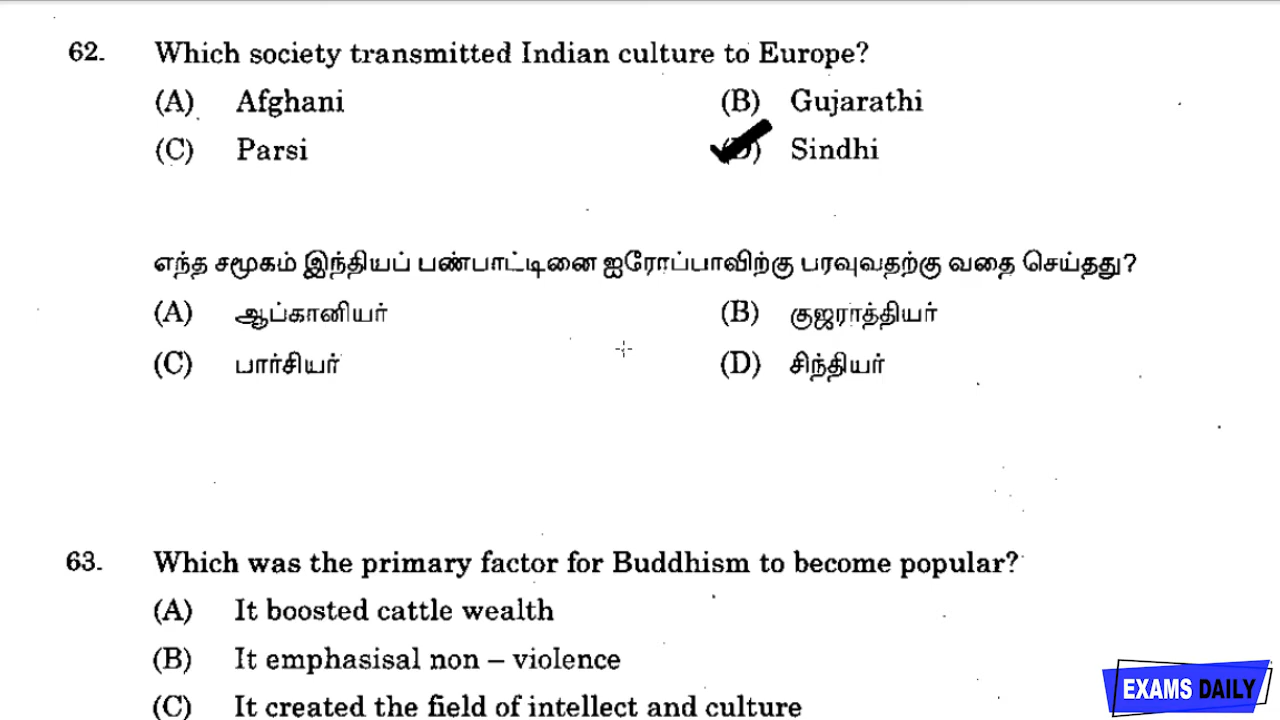 62. Which society transmitted Indian culture to Europe?
(A) Afghani (B) Gujarathi
(C) Parsi (D) Sindhi
எந்த சமூகம் இந்தியப் பண்பாட்டினை ஐரோப்பாவிற்கு பரவுவதற்கு வதை செய்தது?
(A) ஆப்கானியர் (B) குஜராத்தியர்
(C) பார்சியர் (D) சிந்தியர்
63. Which was the primary factor for Buddhism to become popular?
(A) It boosted cattle wealth
(B) It emphasisal non – violence
(C) It created the field of intellect and culture
EXAMS DAILY